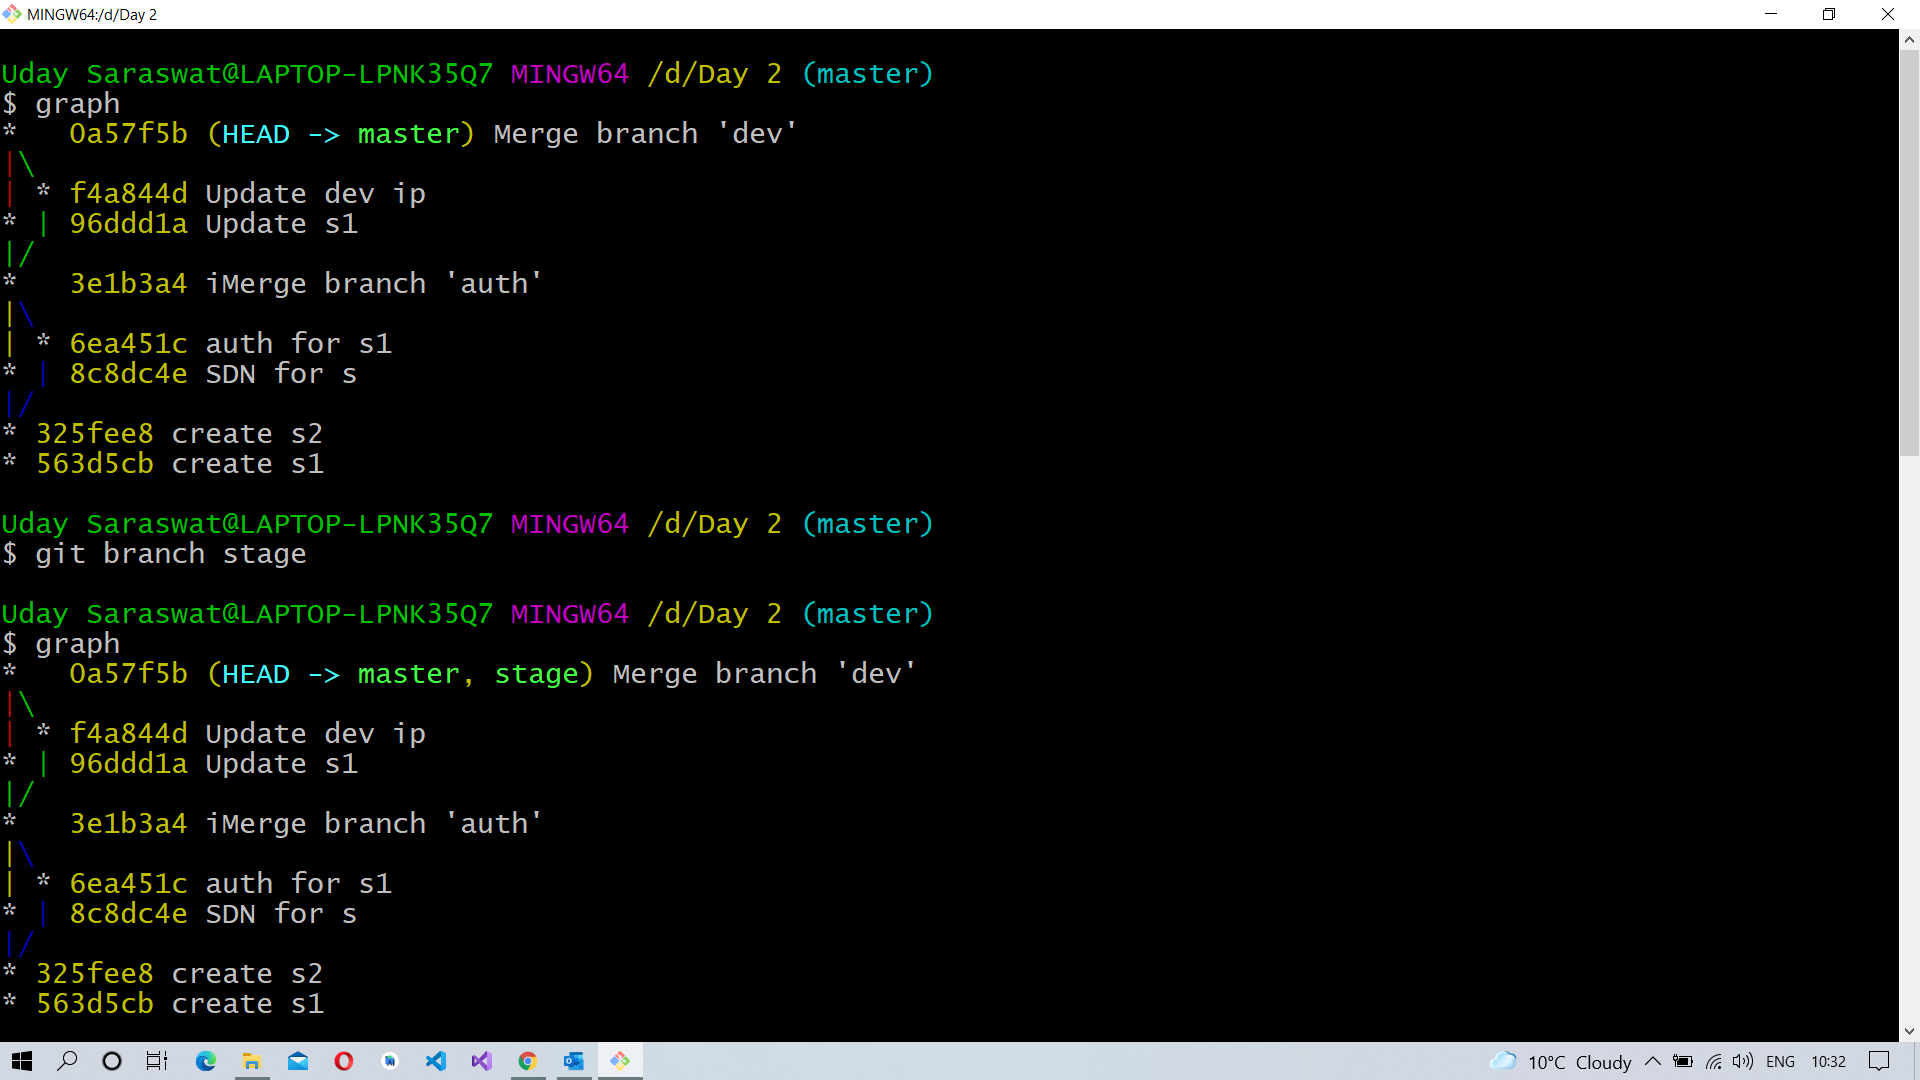 MINGW64:/d/Day 2
Uday Saraswat@LAPTOP-LPNK35Q7 MINGW64 /d/Day 2 (master)
$ graph
*   0a57f5b (HEAD -> master) Merge branch 'dev'
|\
| * f4a844d Update dev ip
* | 96ddd1a Update s1
|/
*   3e1b3a4 iMerge branch 'auth'
|\
| * 6ea451c auth for s1
* | 8c8dc4e SDN for s
|/
* 325fee8 create s2
* 563d5cb create s1
Uday Saraswat@LAPTOP-LPNK35Q7 MINGW64 /d/Day 2 (master)
$ git branch stage
Uday Saraswat@LAPTOP-LPNK35Q7 MINGW64 /d/Day 2 (master)
$ graph
*   0a57f5b (HEAD -> master, stage) Merge branch 'dev'
|\
| * f4a844d Update dev ip
* | 96ddd1a Update s1
|/
*   3e1b3a4 iMerge branch 'auth'
|\
| * 6ea451c auth for s1
* | 8c8dc4e SDN for s
|/
* 325fee8 create s2
* 563d5cb create s1
10°C Cloudy ENG 10:32